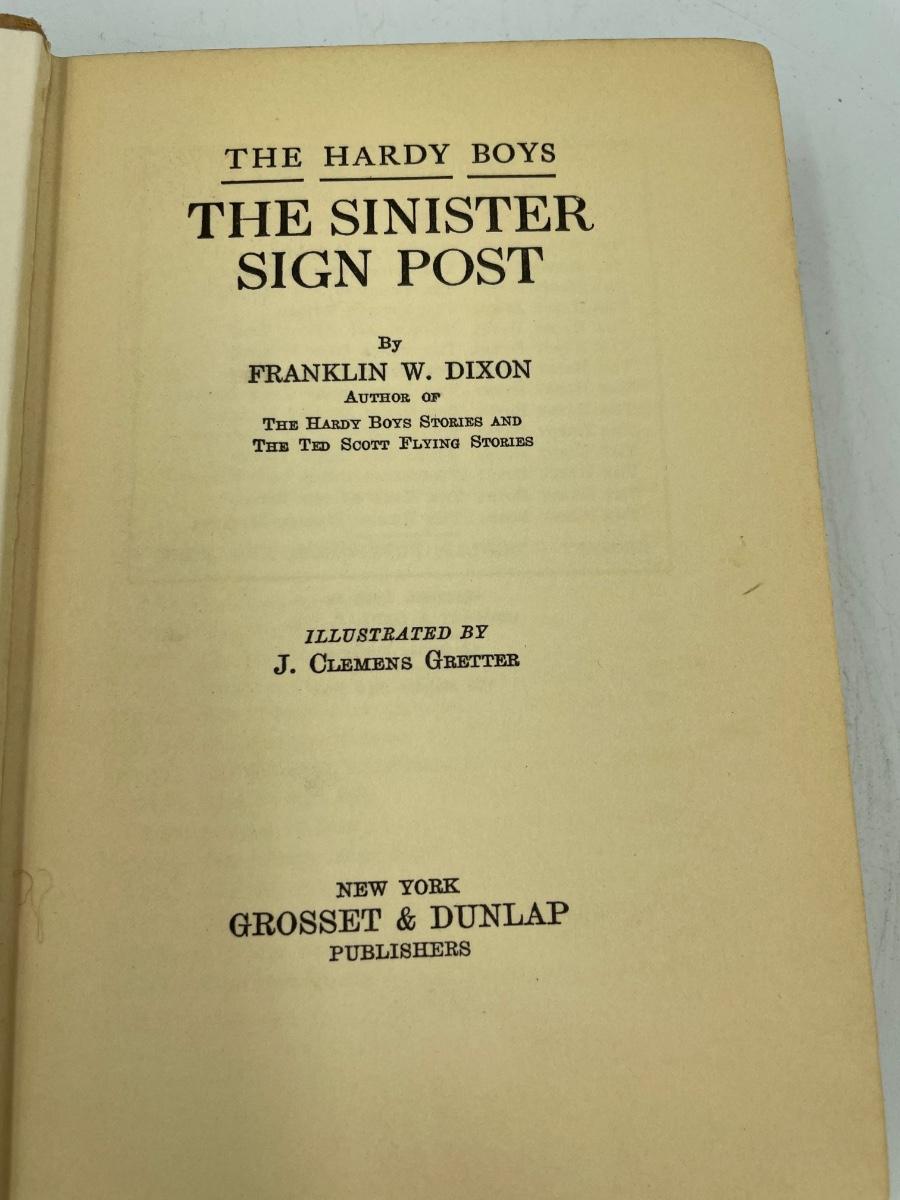 THE HARDY BOYS
THE SINISTER
SIGN POST
By
FRANKLIN W. DIXON
AUTHOR OF
THE HARDY BOYS STORIES AND
THE TED SCOTT FLYING STORIES
ILLUSTRATED BY
J. CLEMENS GRETTER
NEW YORK
GROSSET & DUNLAP
PUBLISHERS